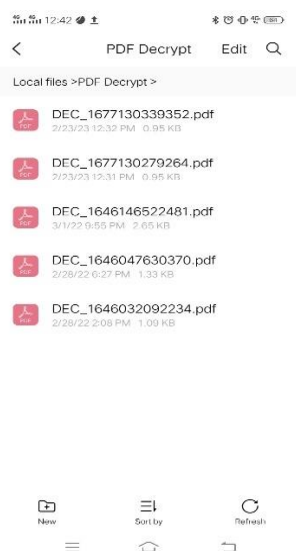 12:42
PDF Decrypt Edit
Local files >PDF Decrypt >
DEC_1677130339352.pdf
2/23/23 12:32 PM 0.95 KB
DEC_1677130279264.pdf
2/23/23 12:31 PM 0.95 KB
DEC_1646146522481.pdf
3/1/22 9:55 PM 2.65 KB
DEC_1646047630370.pdf
2/28/22 6:27 PM 1.33 KB
DEC_1646032092234.pdf
2/28/22 2:08 PM 1.09 KB
New Sort by Refresh